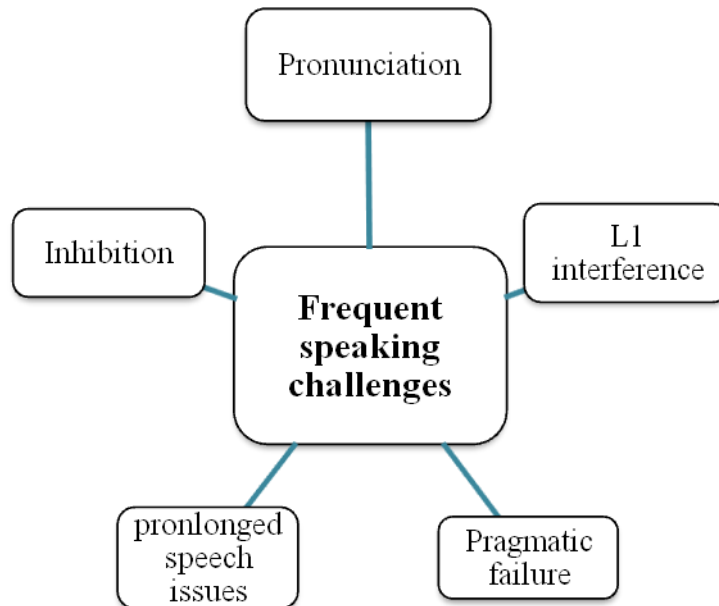 Pronunciation
Inhibition
L1
interference
Frequent
speaking
challenges
pronlonged
speech
issues
Pragmatic
failure